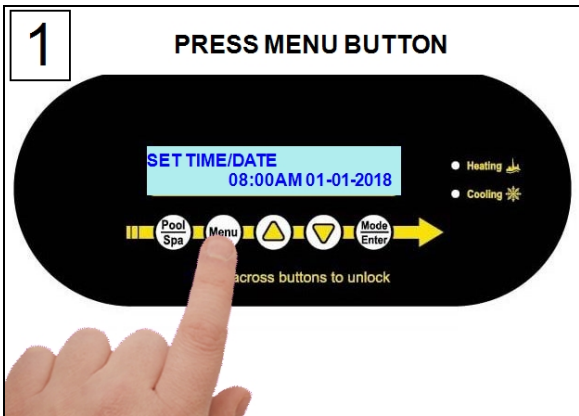 1
PRESS MENU BUTTON
SET TIME/DATE
08:00AM 01-01-2018
Heating
Cooling
Pool Spa
Menu
Mode Enter
across buttons to unlock